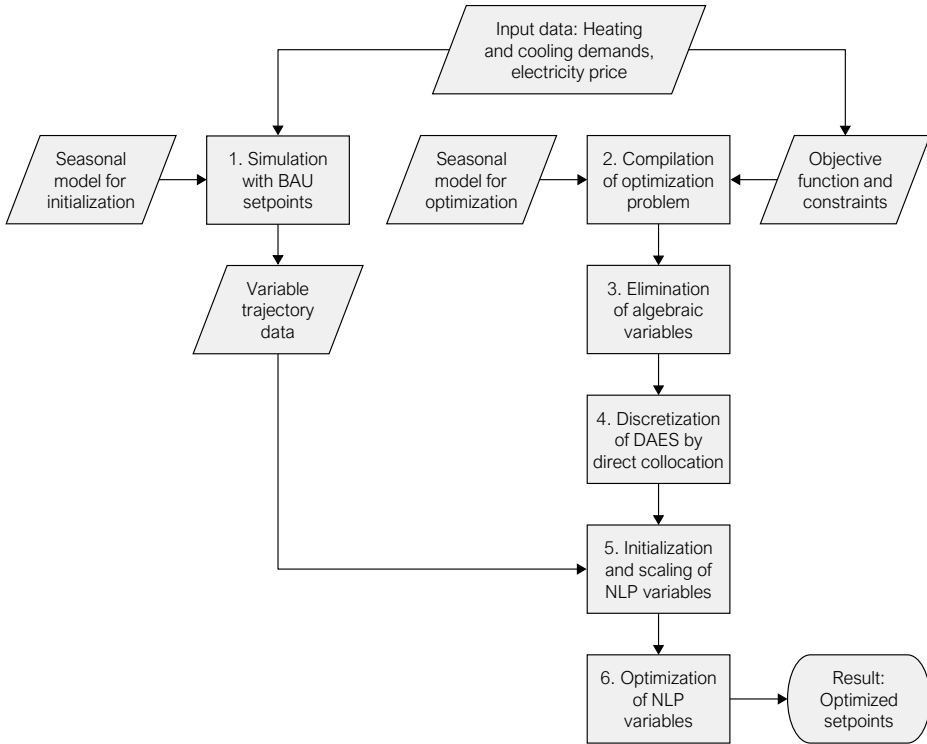 Input data: Heating
and cooling demands,
electricity price
Seasonal
model for
initialization
1. Simulation
with BAU
setpoints
Seasonal
model for
optimization
2. Compilation
of optimization
problem
Objective
function and
constraints
Variable
trajectory
data
3. Elimination
of algebraic
variables
4. Discretization
of DAES by
direct collocation
5. Initialization
and scaling of
NLP variables
6. Optimization
of NLP
variables
Result:
Optimized
setpoints